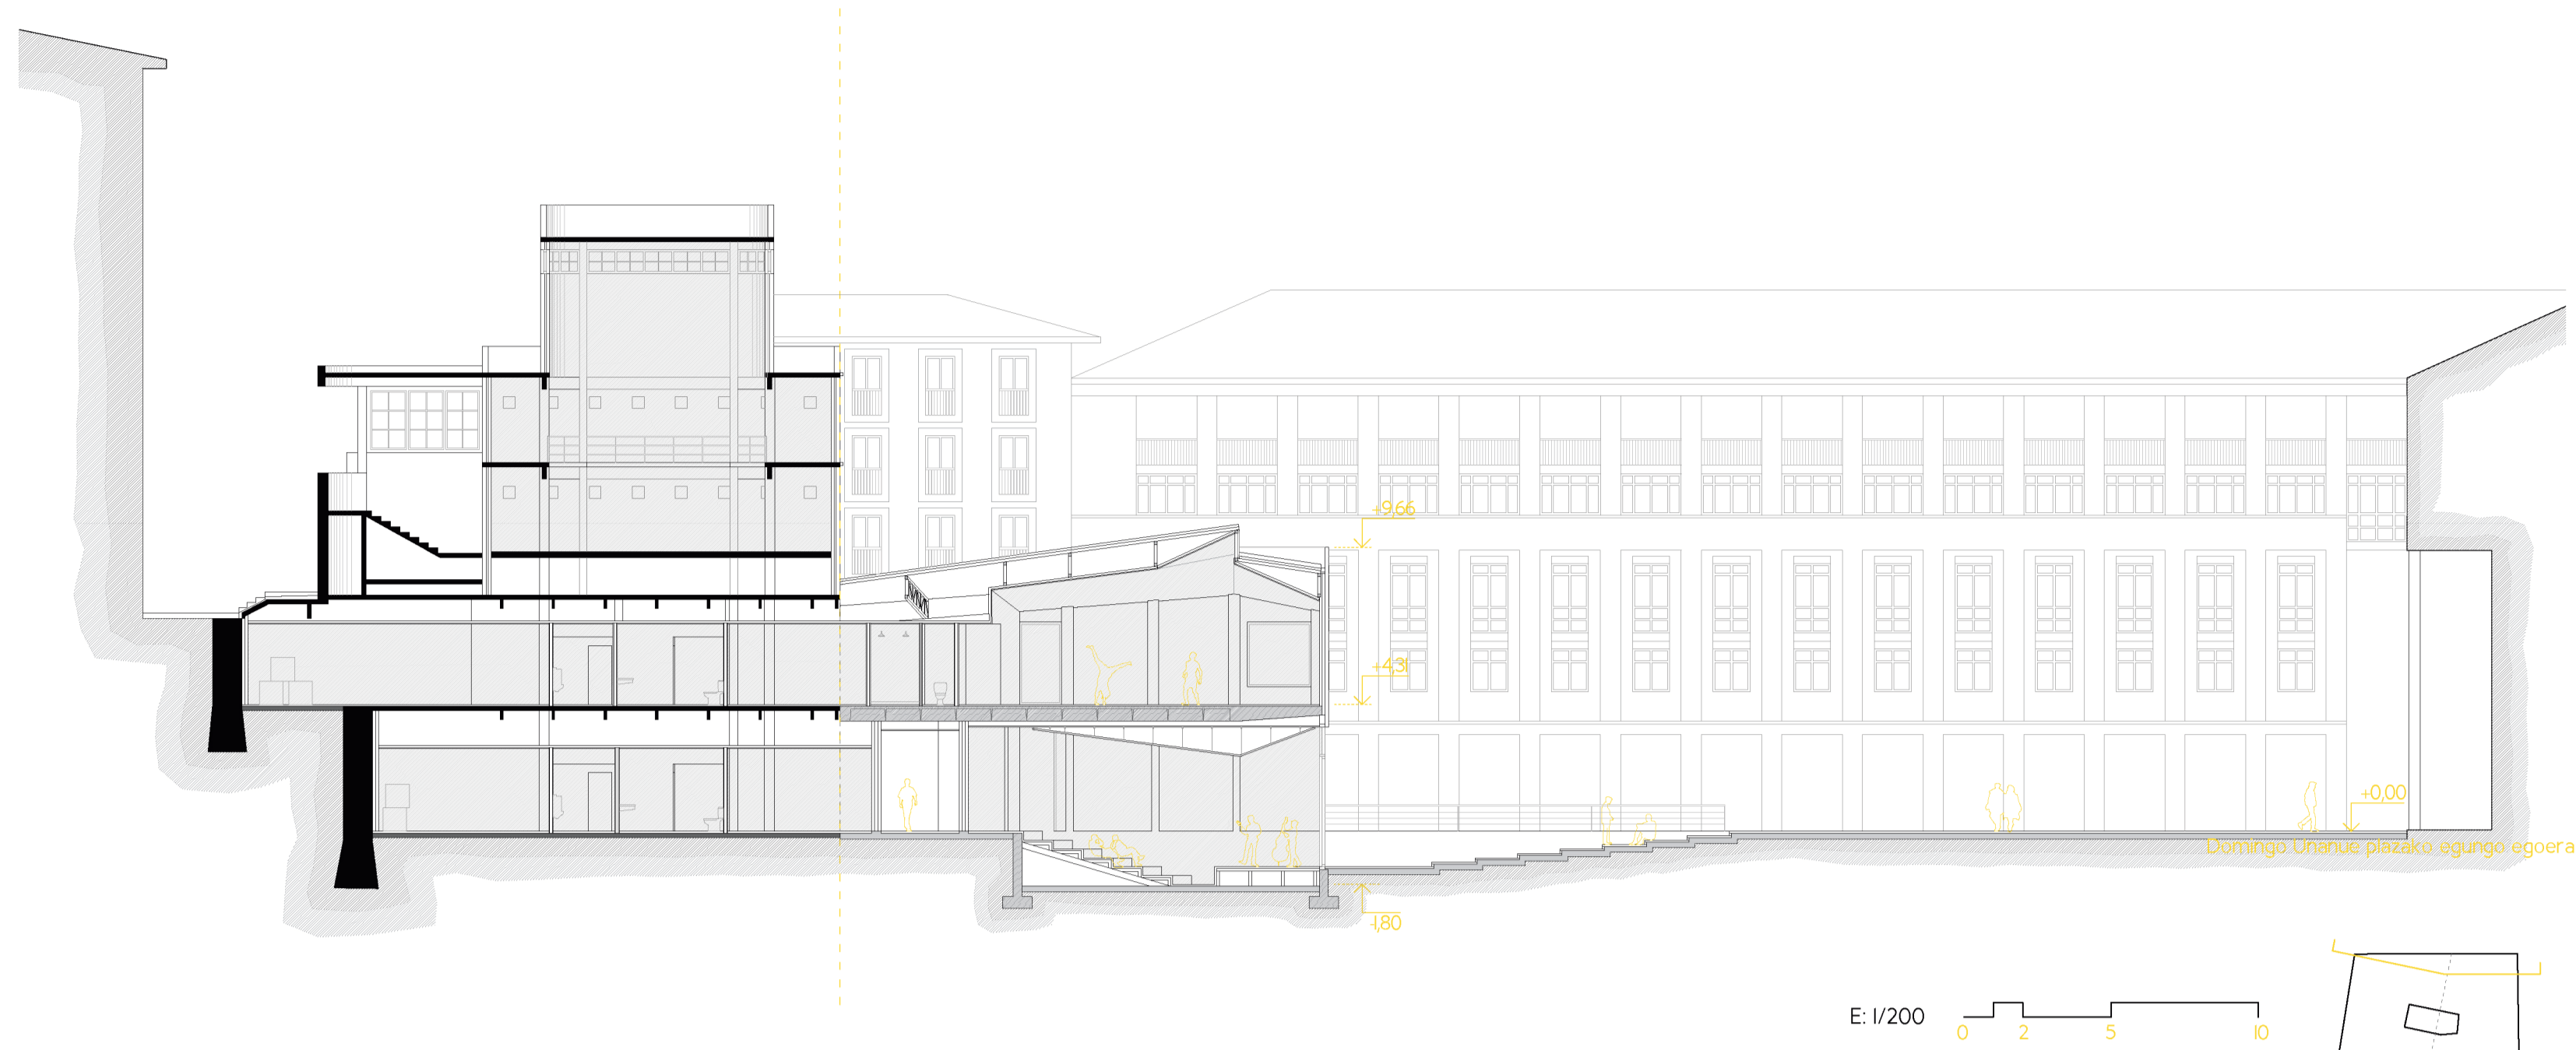 +9,66
+4,31
+0,00
Domingo Unanue plazako egungo egoera
-1,80
E: 1/200
0 2 5 10